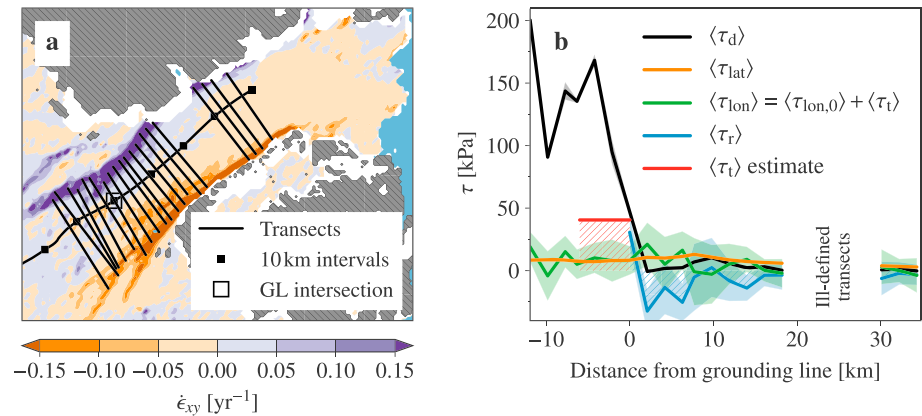 a
Transects
10 km intervals
GL intersection
−0.15 −0.10 −0.05 0.00 0.05 0.10 0.15
ϵ̇xy [yr⁻¹]
b
⟨τd⟩
⟨τlat⟩
⟨τlon⟩ = ⟨τlon,0⟩ + ⟨τt⟩
⟨τr⟩
⟨τt⟩ estimate
200
150
100
50
0
τ [kPa]
Ill-defined
transects
−10 0 10 20 30
Distance from grounding line [km]